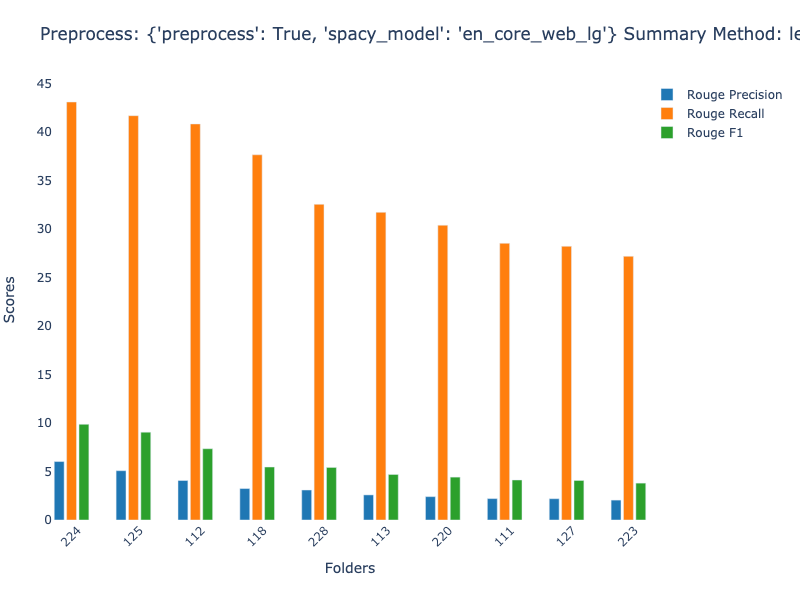 Preprocess: {'preprocess': True, 'spacy_model': 'en_core_web_lg'} Summary Method: le
45
40
35
30
25
20
15
10
5
0
Scores
Rouge Precision
Rouge Recall
Rouge F1
224 125 112 118 228 113 220 111 127 223
Folders